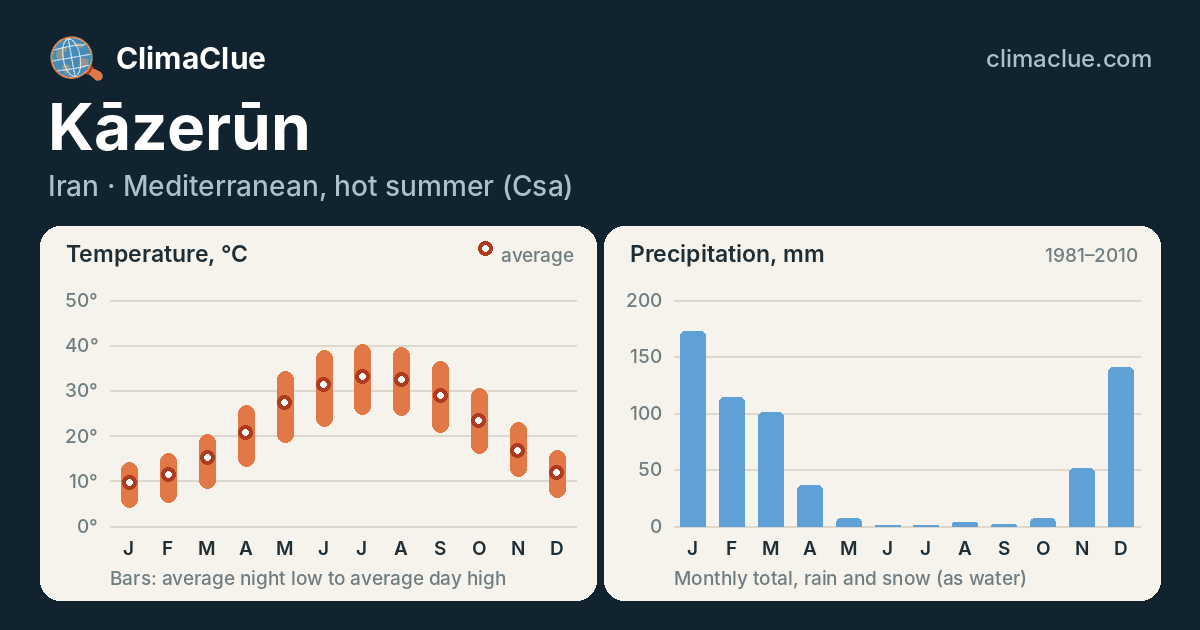 ClimaClue
climaclue.com
Kāzerūn
Iran · Mediterranean, hot summer (Csa)
Temperature, °C
average
50°
40°
30°
20°
10°
0°
J F M A M J J A S O N D
Bars: average night low to average day high
Precipitation, mm
1981–2010
200
150
100
50
0
J F M A M J J A S O N D
Monthly total, rain and snow (as water)